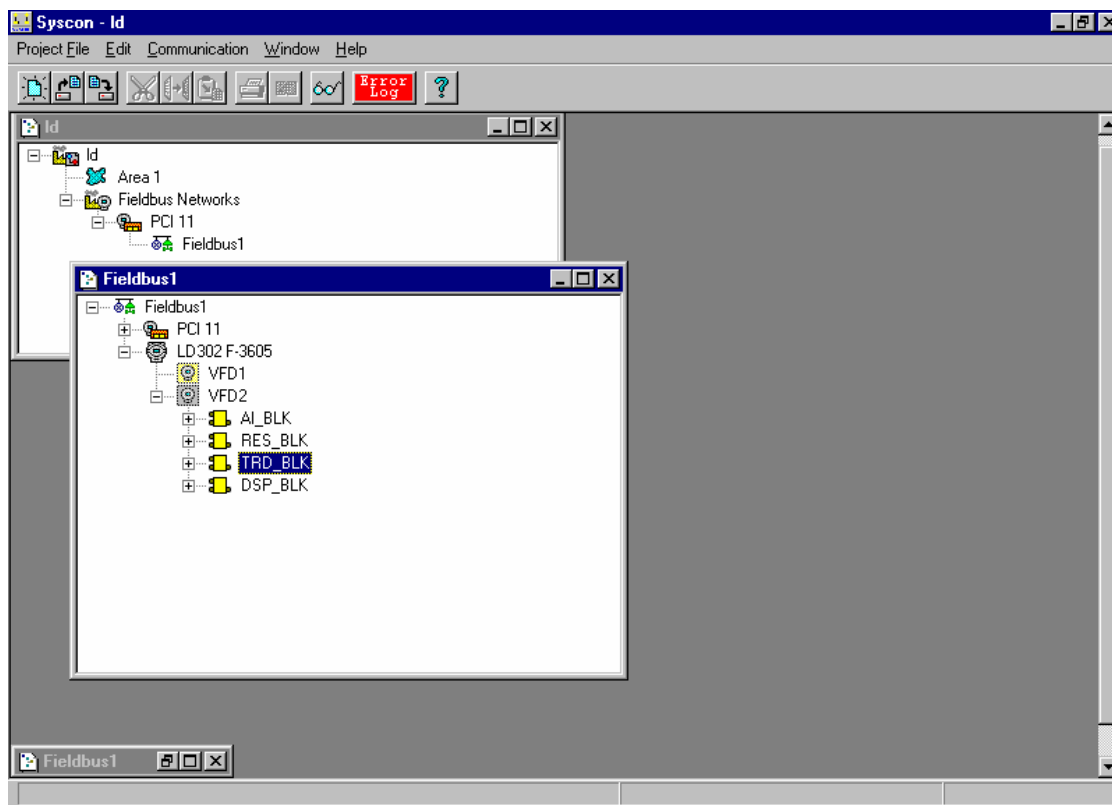 Syscon - Id
Project File Edit Communication Window Help
Error Log
?
Id
Id
Area 1
Fieldbus Networks
PCI 11
Fieldbus1
Fieldbus1
Fieldbus1
PCI 11
LD302 F-3605
VFD1
VFD2
AI_BLK
RES_BLK
TRD_BLK
DSP_BLK
Fieldbus1